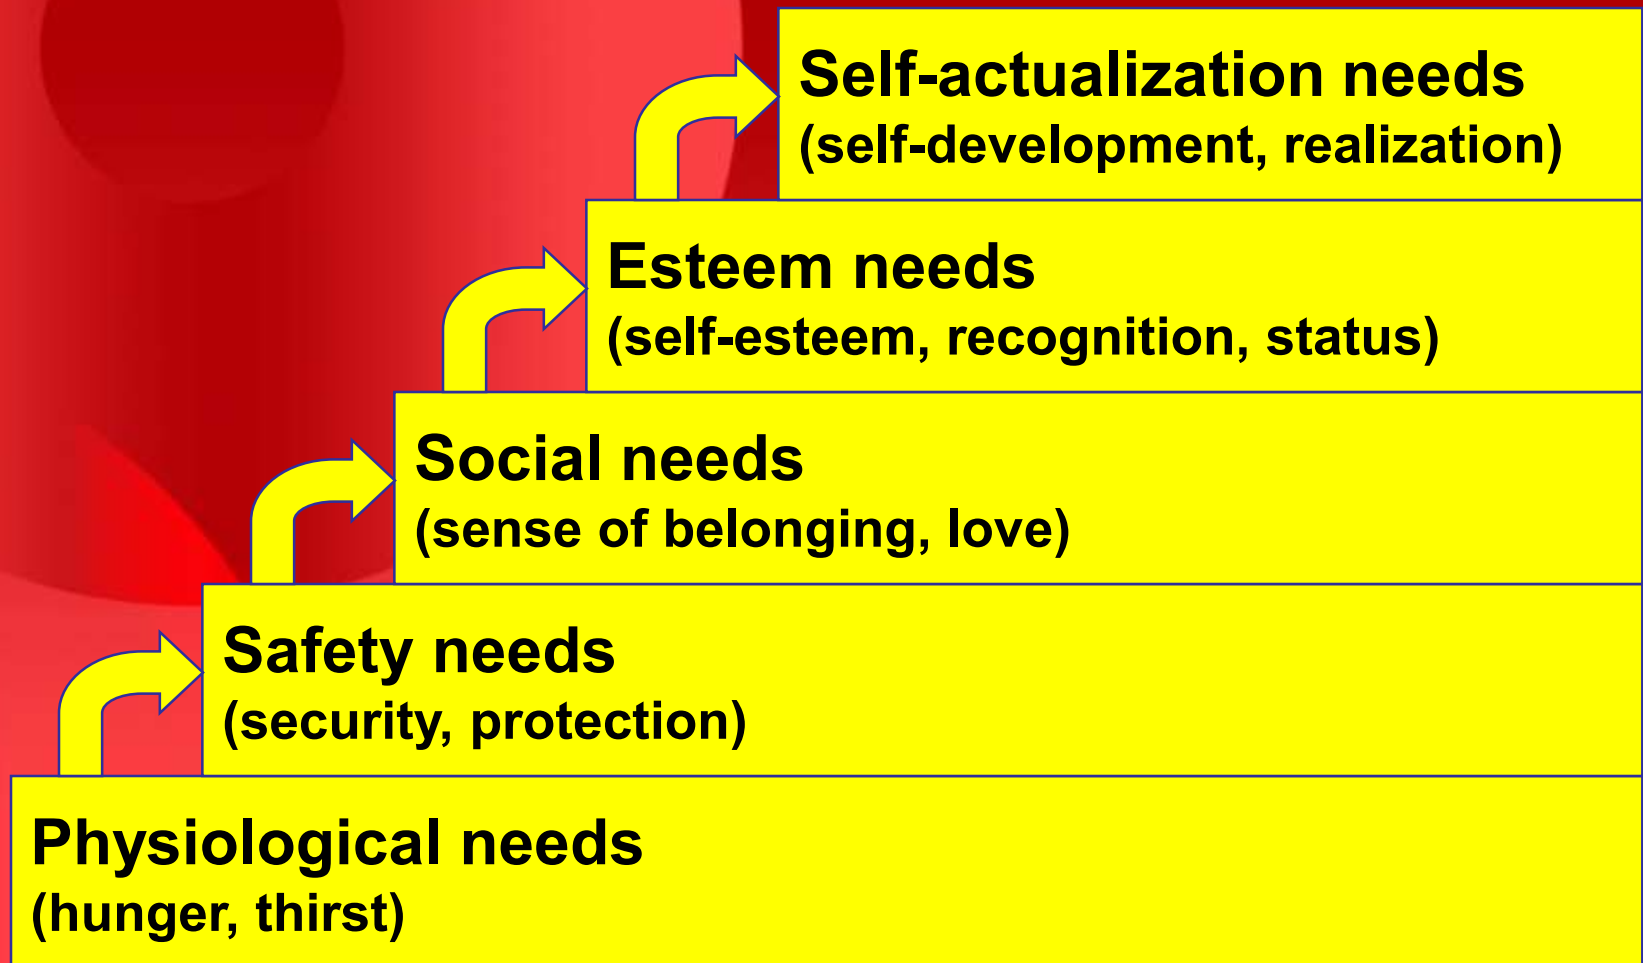 Self-actualization needs
(self-development, realization)
Esteem needs
(self-esteem, recognition, status)
Social needs
(sense of belonging, love)
Safety needs
(security, protection)
Physiological needs
(hunger, thirst)